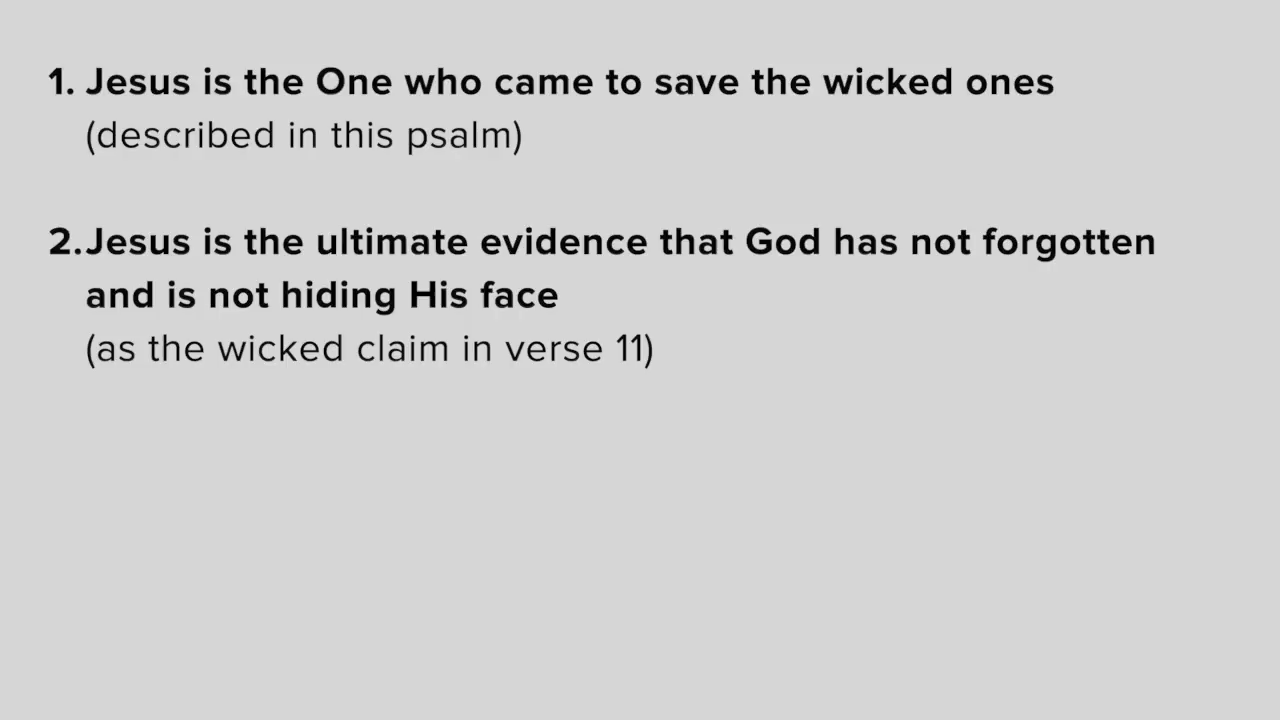 1. Jesus is the One who came to save the wicked ones
(described in this psalm)
2. Jesus is the ultimate evidence that God has not forgotten
and is not hiding His face
(as the wicked claim in verse 11)